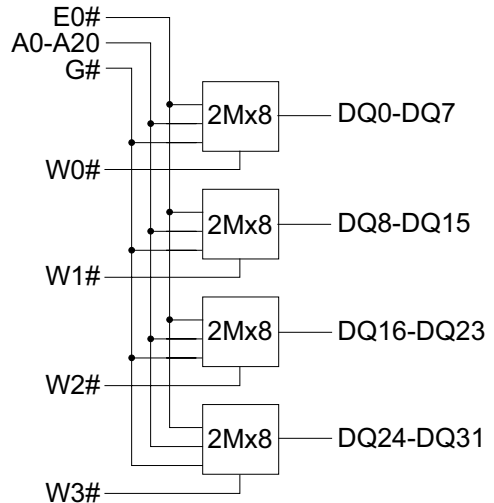 E0#
A0-A20
G#
2Mx8
DQ0-DQ7
W0#
2Mx8
DQ8-DQ15
W1#
2Mx8
DQ16-DQ23
W2#
2Mx8
DQ24-DQ31
W3#